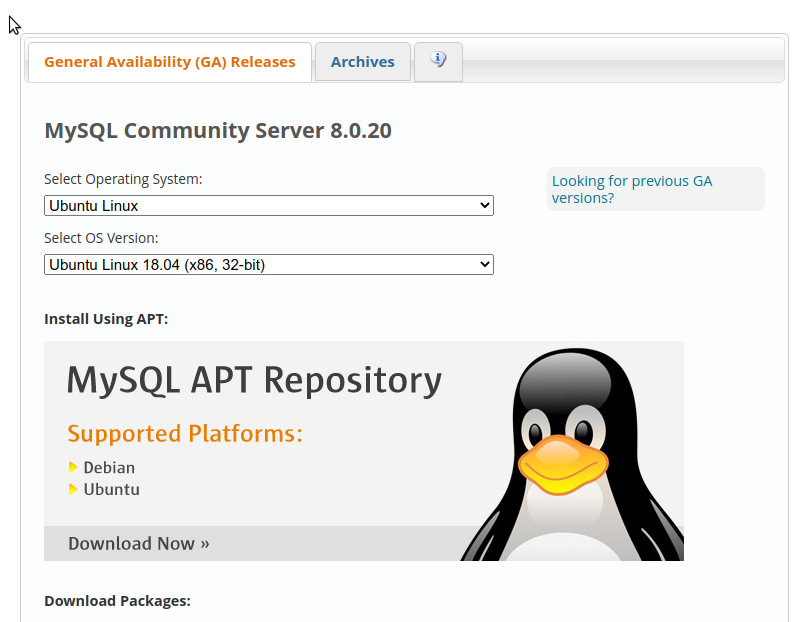 General Availability (GA) Releases
Archives
MySQL Community Server 8.0.20
Select Operating System:
Ubuntu Linux
Looking for previous GA
versions?
Select OS Version:
Ubuntu Linux 18.04 (x86, 32-bit)
Install Using APT:
MySQL APT Repository
Supported Platforms:
Debian
Ubuntu
Download Now »
Download Packages: